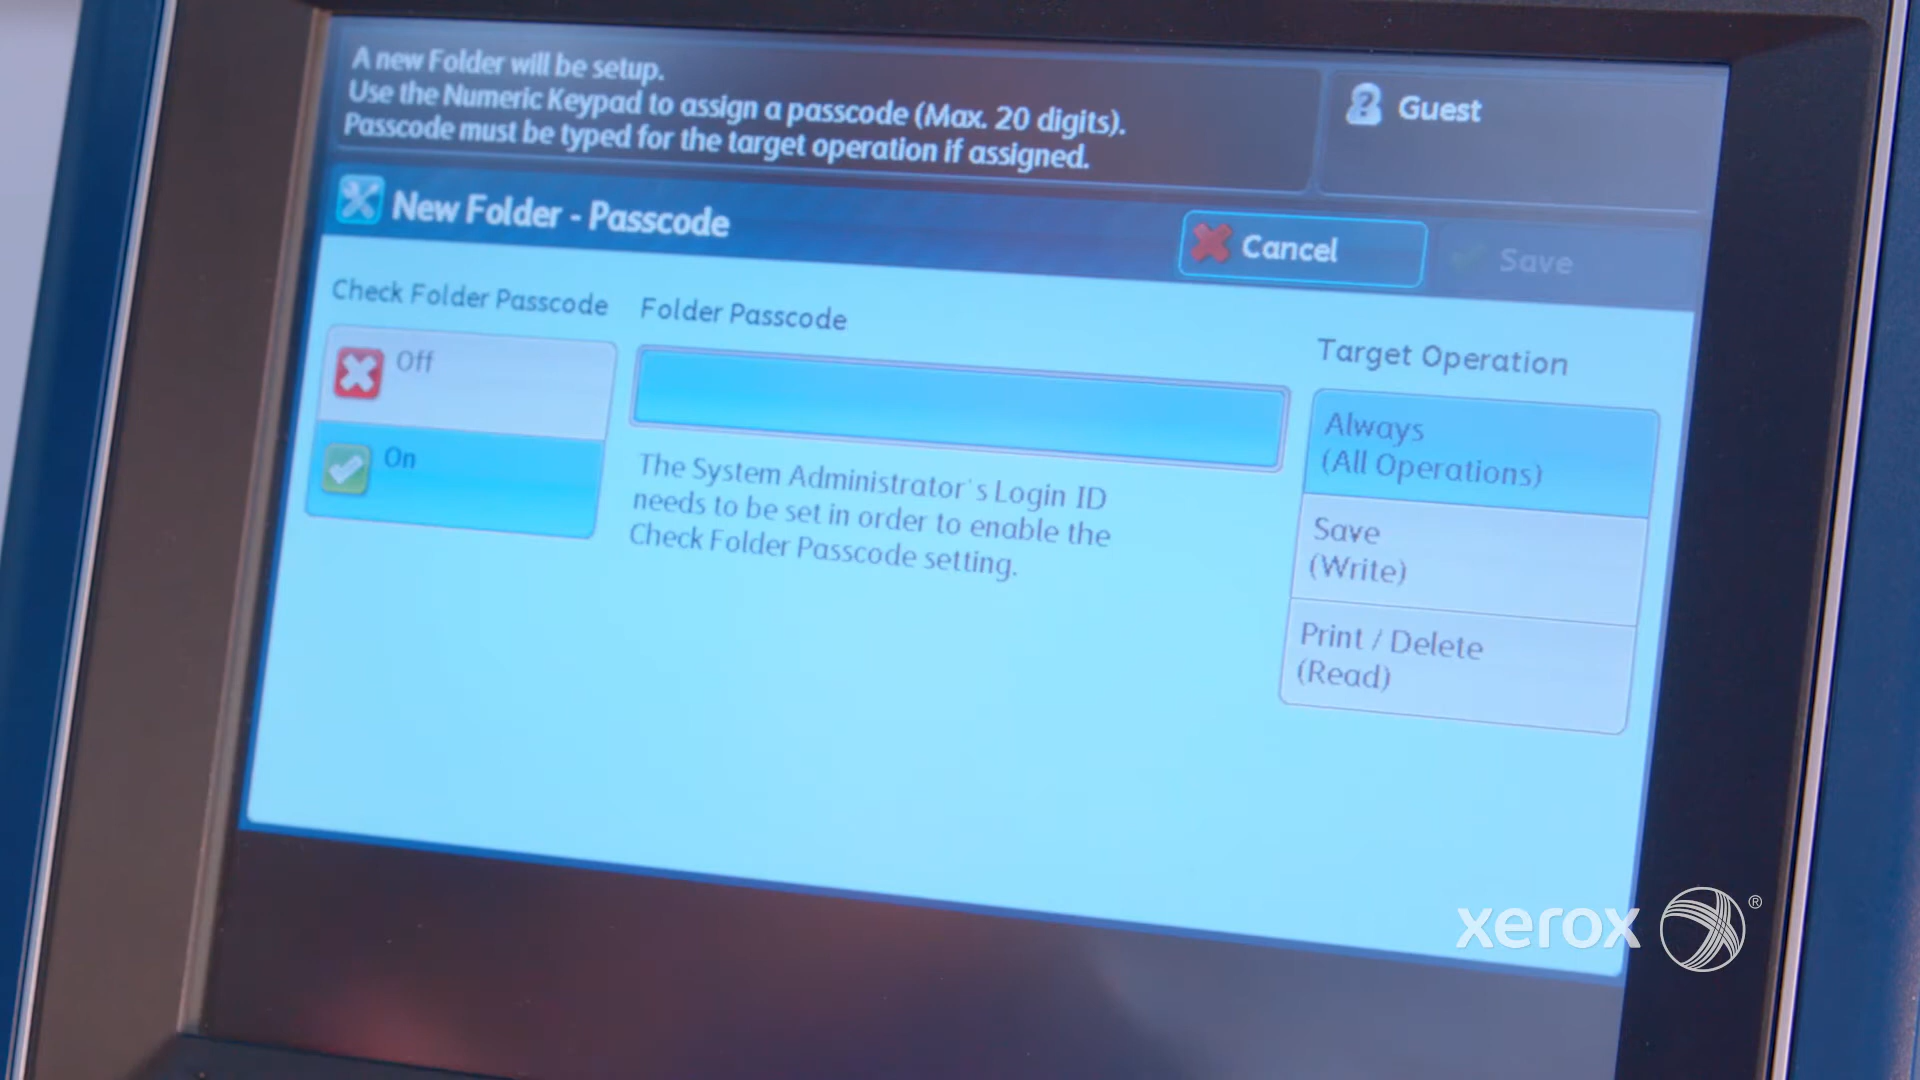 A new Folder will be setup.
Use the Numeric Keypad to assign a passcode (Max. 20 digits).
Passcode must be typed for the target operation if assigned.
Guest
New Folder - Passcode
Cancel
Save
Check Folder Passcode
Off
On
Folder Passcode
The System Administrator's Login ID
needs to be set in order to enable the
Check Folder Passcode setting.
Target Operation
Always
(All Operations)
Save
(Write)
Print / Delete
(Read)
xerox ®